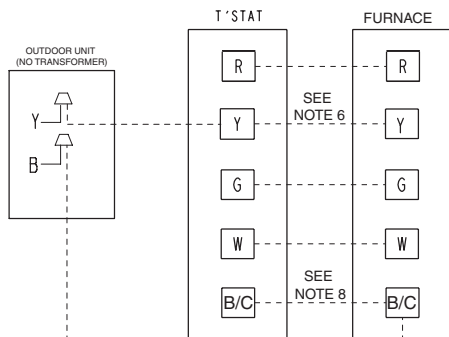 T'STAT
FURNACE
OUTDOOR UNIT
(NO TRANSFORMER)
R
R
SEE
NOTE 6
Y
Y
Y
B
G
G
W
W
SEE
NOTE 8
B/C
B/C